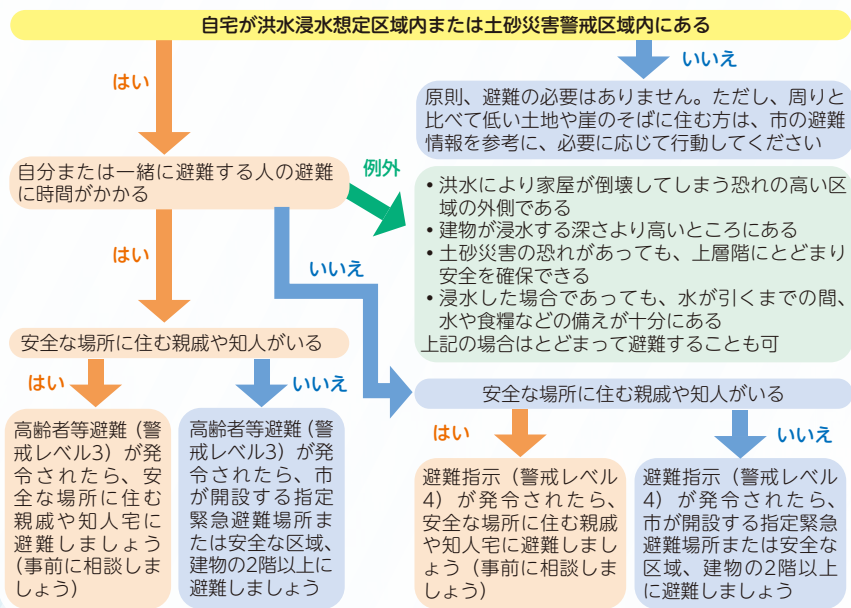 自宅が洪水浸水想定区域内または土砂災害警戒区域内にある
はい
いいえ
原則、避難の必要はありません。ただし、周りと
比べて低い土地や崖のそばに住む方は、市の避難
情報を参考に、必要に応じて行動してください
自分または一緒に避難する人の避難
に時間がかかる
例外
・洪水により家屋が倒壊してしまう恐れの高い区
域の外側である
・建物が浸水する深さより高いところにある
・土砂災害の恐れがあっても、上層階にとどまり
安全を確保できる
・浸水した場合であっても、水が引くまでの間、
水や食糧などの備えが十分にある
上記の場合はとどまって避難することも可
はい
いいえ
安全な場所に住む親戚や知人がいる
はい
いいえ
高齢者等避難（警
戒レベル3）が発
令されたら、安
全な場所に住む
親戚や知人宅に
避難しましょう
（事前に相談しま
しょう）
高齢者等避難（警
戒レベル3）が発
令されたら、市
が開設する指定
緊急避難場所ま
たは安全な区域、
建物の2階以上に
避難しましょう
安全な場所に住む親戚や知人がいる
はい
いいえ
避難指示（警戒レベル
4）が発令されたら、
安全な場所に住む親戚
や知人宅に避難しまし
ょう（事前に相談しま
しょう）
避難指示（警戒レベル
4）が発令されたら、
市が開設する指定緊急
避難場所または安全な
区域、建物の2階以上
に避難しましょう